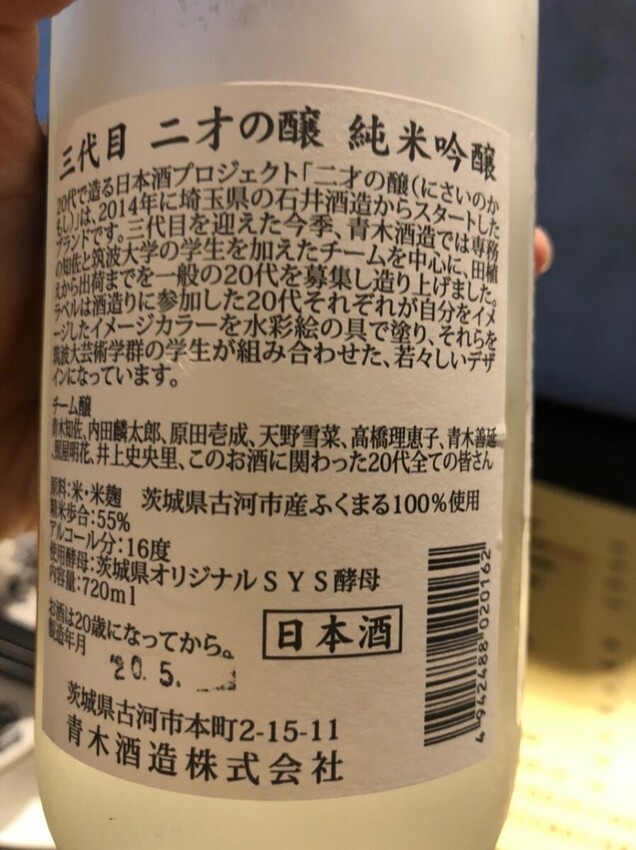 三代目 二才の醸 純米吟醸
20代で造る日本酒プロジェクト「二才の醸(にさいのか
もし)」は、2014年に埼玉県の石井酒造からスタートした
ブランドです。三代目を迎えた今季、青木酒造では専務
の知佐と筑波大学の学生を加えたチームを中心に、田植
えから出荷までを一般の20代を募集し造り上げました。
ラベルは酒造りに参加した20代それぞれが自分をイメ
ージしたイメージカラーを水彩絵の具で塗り、それらを
筑波大芸術学群の学生が組み合わせた、若々しいデザ
インになっています。
チーム醸
青木知佐、内田麟太郎、原田壱成、天野雪菜、髙橋理恵子、青木善延
風屋明花、井上史央里、このお酒に関わった20代全ての皆さん
原料:米・米麹 茨城県古河市産ふくまる100%使用
精米歩合:55%
アルコール分:16度
使用酵母:茨城県オリジナルSYS酵母
内容量:720ml
お酒は20歳になってから。
製造年月
20.5.
日本酒
4942488020162
茨城県古河市本町2-15-11
青木酒造株式会社